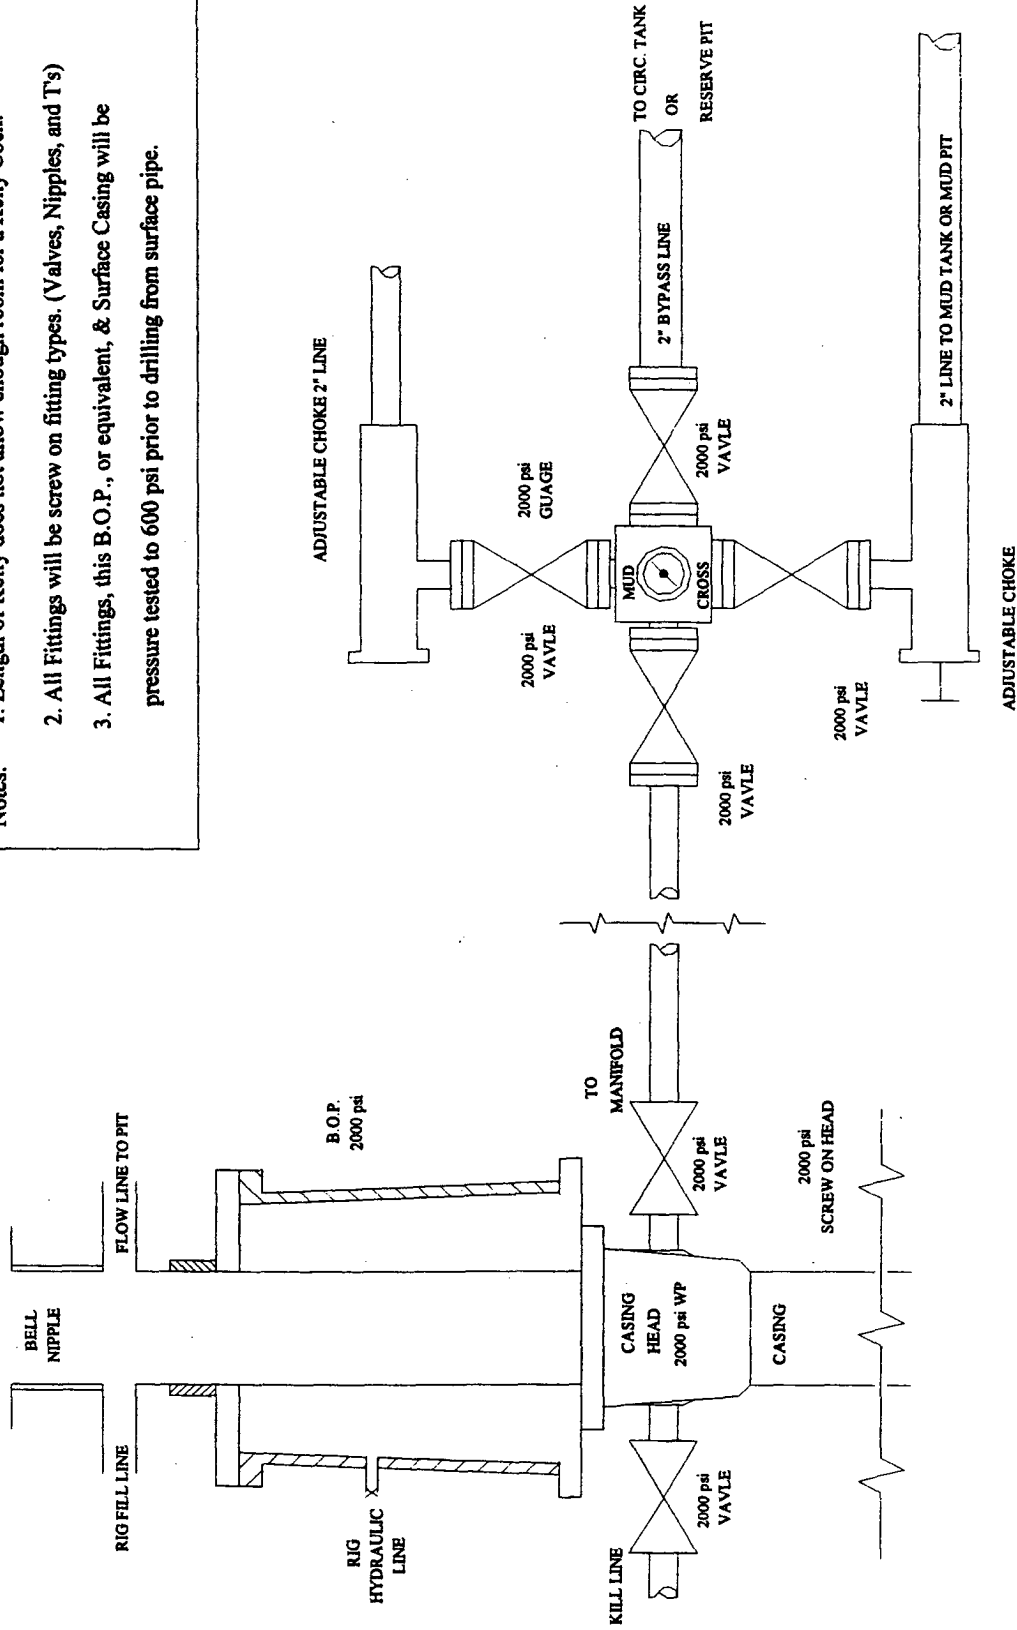 Notes:
2. All Fittings will be screw on fitting types. (Valves, Nipples, and T's)
3. All Fittings, this B.O.P., or equivalent, & Surface Casing will be
pressure tested to 600 psi prior to drilling from surface pipe.
BELL
NIPPLE
RIG FILL LINE
FLOW LINE TO PIT
B.O.P.
2000 psi
RIG
HYDRAULIC
LINE
KILL LINE
2000 psi
VAVLE
CASING
HEAD
2000 psi WP
CASING
TO
MANIFOLD
2000 psi
VAVLE
2000 psi
SCREW ON HEAD
ADJUSTABLE CHOKE 2" LINE
2000 psi
GUAGE
2000 psi
VAVLE
MUD
CROSS
2000 psi
VAVLE
2000 psi
VAVLE
2" BYPASS LINE
TO CIRC. TANK
OR
RESERVE PIT
2000 psi
VAVLE
2" LINE TO MUD TANK OR MUD PIT
ADJUSTABLE CHOKE